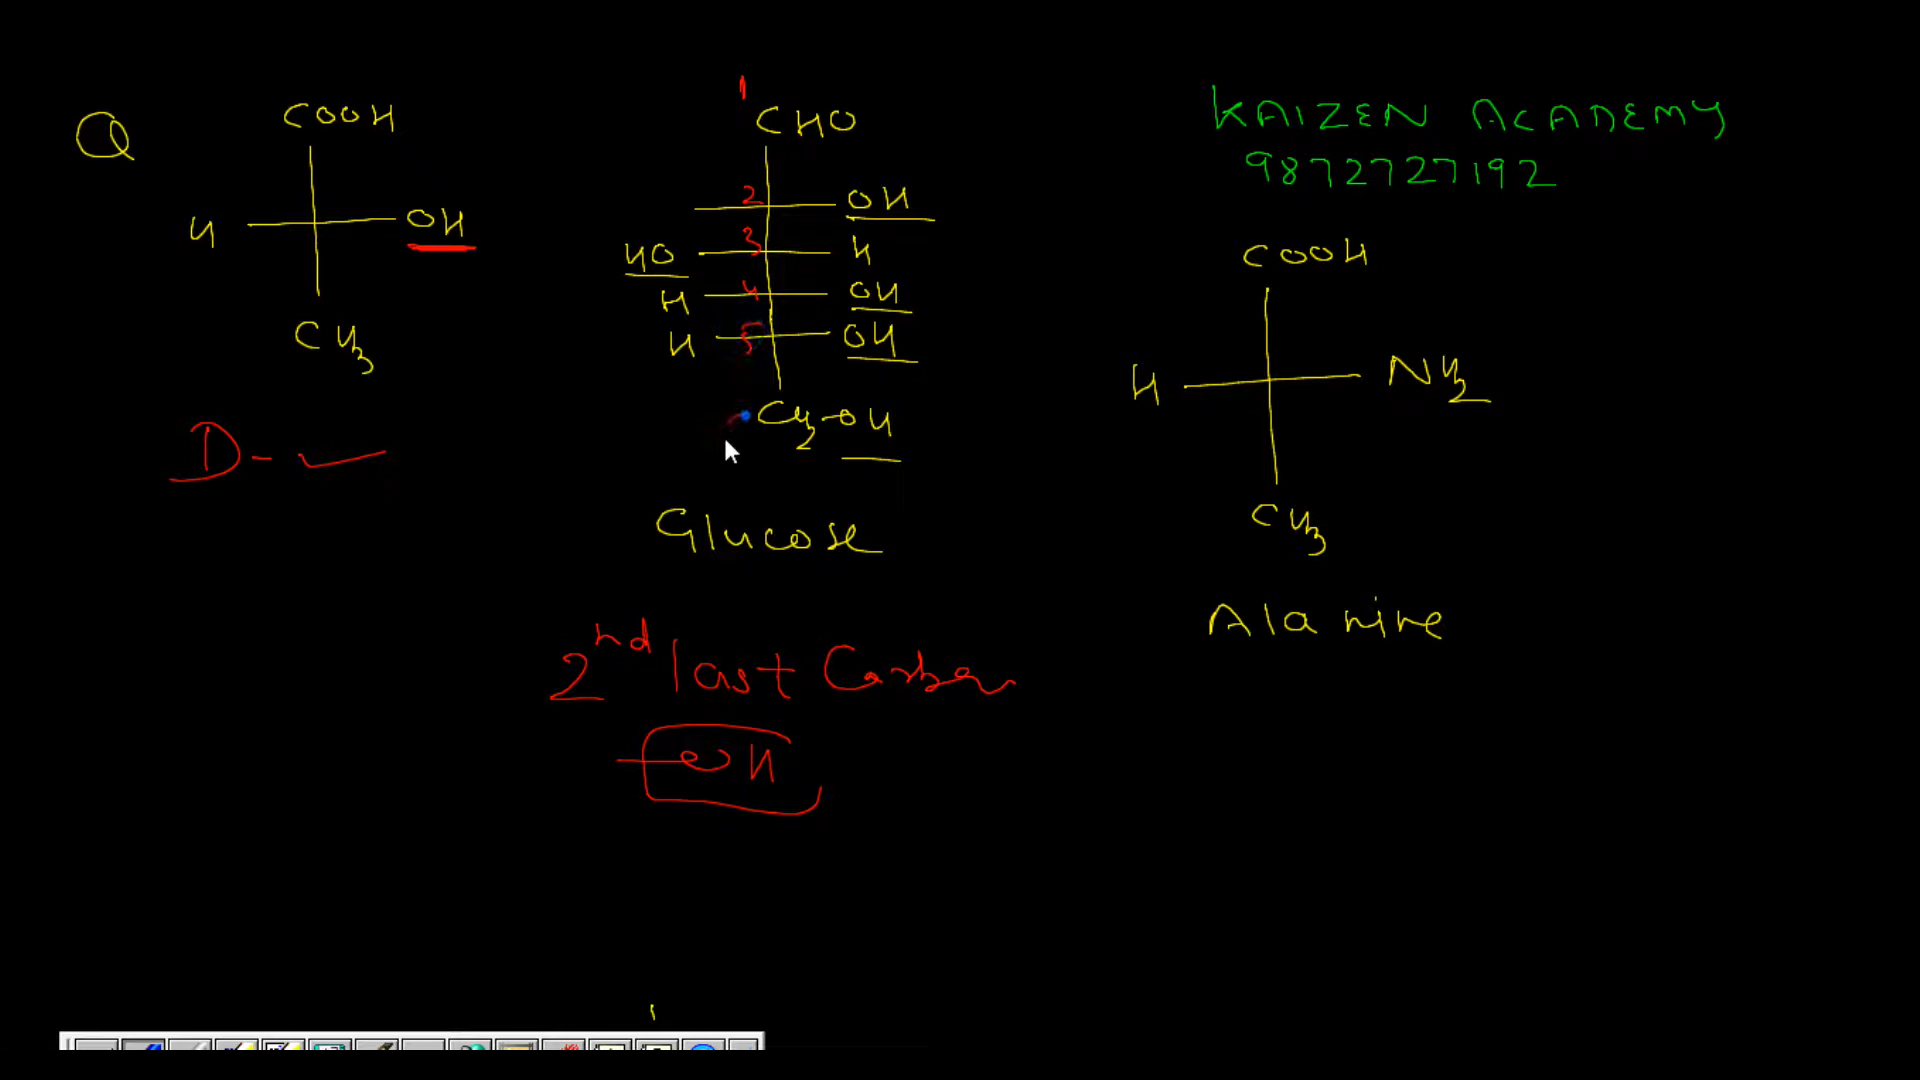 Q
COOH
H OH
CH3
D-
1
CHO
2 OH
HO 3 H
H 4 OH
H 5 OH
CH2-OH
Glucose
2nd last Carbon
-OH
KAIZEN ACADEMY
9872727192
COOH
H NH2
CH3
Alanine